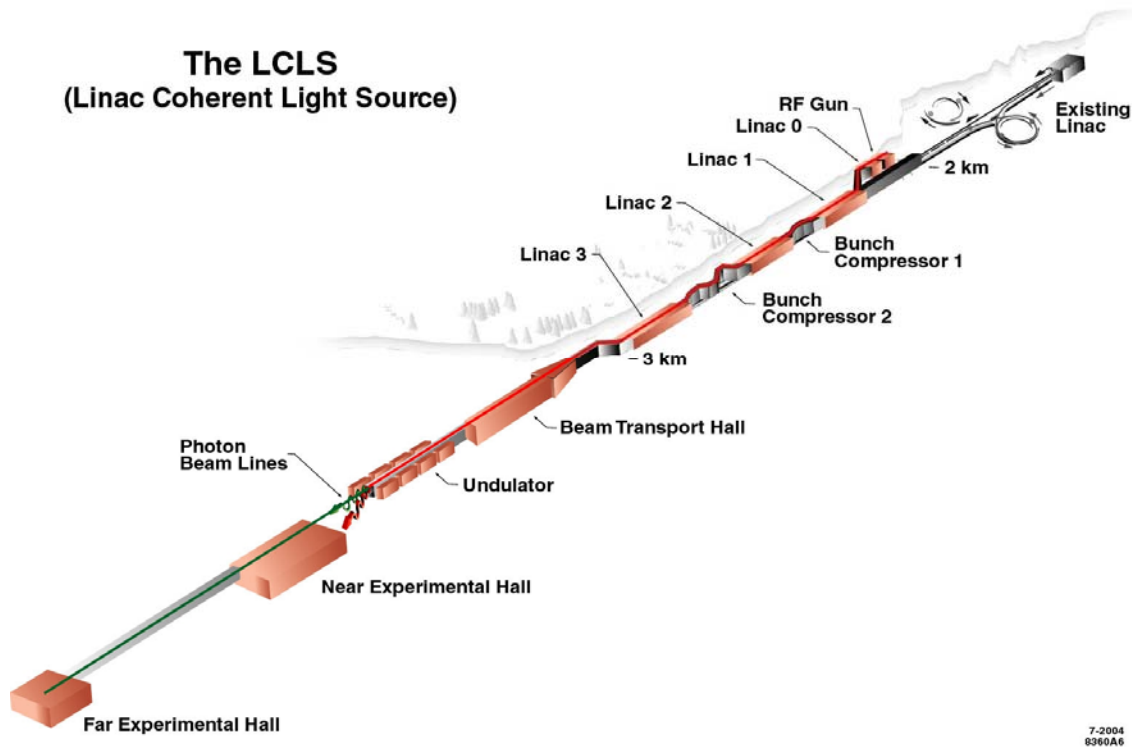 The LCLS
(Linac Coherent Light Source)
RF Gun
Linac 0
Existing
Linac
Linac 1
– 2 km
Linac 2
Bunch
Compressor 1
Linac 3
Bunch
Compressor 2
– 3 km
Beam Transport Hall
Photon
Beam Lines
Undulator
Near Experimental Hall
Far Experimental Hall
7-2004
8360A6